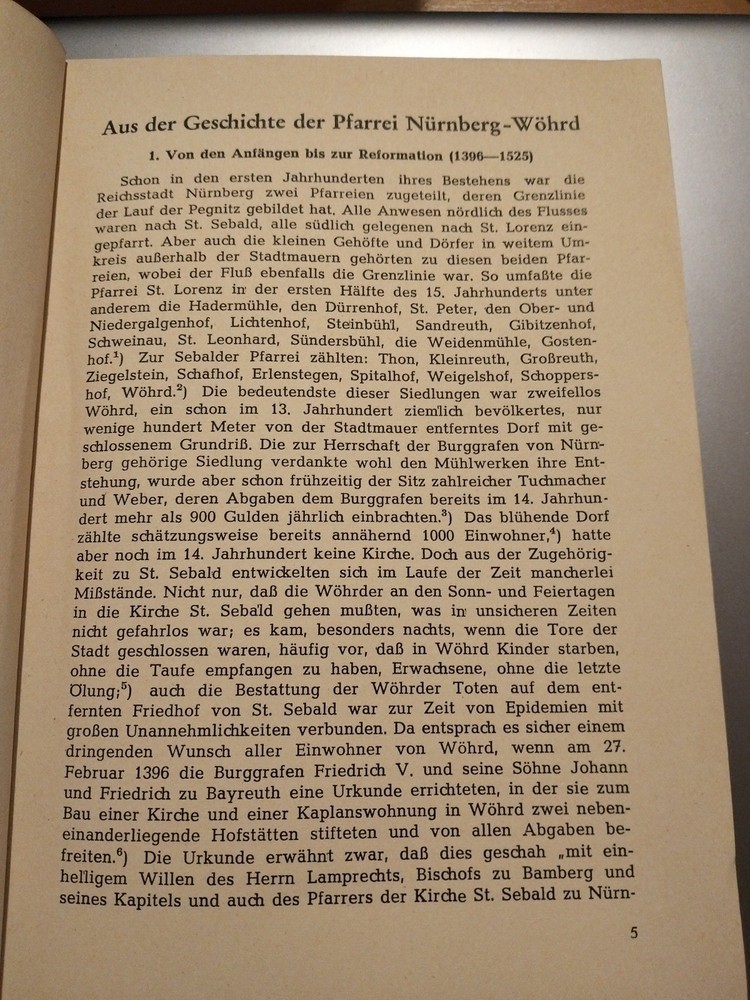 Aus der Geschichte der Pfarrei Nürnberg-Wöhrd
1. Von den Anfängen bis zur Reformation (1396—1525)
Schon in den ersten Jahrhunderten ihres Bestehens war die
Reichsstadt Nürnberg zwei Pfarreien zugeteilt, deren Grenzlinie
der Lauf der Pegnitz gebildet hat. Alle Anwesen nördlich des Flusses
waren nach St. Sebald, alle südlich gelegenen nach St. Lorenz ein-
gepfarrt. Aber auch die kleinen Gehöfte und Dörfer in weitem Um-
kreis außerhalb der Stadtmauern gehörten zu diesen beiden Pfar-
reien, wobei der Fluß ebenfalls die Grenzlinie war. So umfaßte die
Pfarrei St. Lorenz in der ersten Hälfte des 15. Jahrhunderts unter
anderem die Hadermühle, den Dürrenhof, St. Peter, den Ober- und
Niedergalgenhof, Lichtenhof, Steinbühl, Sandreuth, Gibitzenhof,
Schweinau, St. Leonhard, Sündersbühl, die Weidenmühle, Gosten-
hof.¹) Zur Sebalder Pfarrei zählten: Thon, Kleinreuth, Großreuth,
Ziegelstein, Schafhof, Erlenstegen, Spitalhof, Weigelshof, Schoppers-
hof, Wöhrd.²) Die bedeutendste dieser Siedlungen war zweifellos
Wöhrd, ein schon im 13. Jahrhundert ziemlich bevölkertes, nur
wenige hundert Meter von der Stadtmauer entferntes Dorf mit ge-
schlossenem Grundriß. Die zur Herrschaft der Burggrafen von Nürn-
berg gehörige Siedlung verdankte wohl den Mühlwerken ihre Ent-
stehung, wurde aber schon frühzeitig der Sitz zahlreicher Tuchmacher
und Weber, deren Abgaben dem Burggrafen bereits im 14. Jahrhun-
dert mehr als 900 Gulden jährlich einbrachten.³) Das blühende Dorf
zählte schätzungsweise bereits annähernd 1000 Einwohner,⁴) hatte
aber noch im 14. Jahrhundert keine Kirche. Doch aus der Zugehörig-
keit zu St. Sebald entwickelten sich im Laufe der Zeit mancherlei
Mißstände. Nicht nur, daß die Wöhrder an den Sonn- und Feiertagen
in die Kirche St. Sebald gehen mußten, was in unsicheren Zeiten
nicht gefahrlos war; es kam, besonders nachts, wenn die Tore der
Stadt geschlossen waren, häufig vor, daß in Wöhrd Kinder starben,
ohne die Taufe empfangen zu haben, Erwachsene, ohne die letzte
Ölung;⁵) auch die Bestattung der Wöhrder Toten auf dem ent-
fernten Friedhof von St. Sebald war zur Zeit von Epidemien mit
großen Unannehmlichkeiten verbunden. Da entsprach es sicher einem
dringenden Wunsch aller Einwohner von Wöhrd, wenn am 27.
Februar 1396 die Burggrafen Friedrich V. und seine Söhne Johann
und Friedrich zu Bayreuth eine Urkunde errichteten, in der sie zum
Bau einer Kirche und einer Kaplanswohnung in Wöhrd zwei neben-
einanderliegende Hofstätten stifteten und von allen Abgaben be-
freiten.⁶) Die Urkunde erwähnt zwar, daß dies geschah „mit ein-
helligem Willen des Herrn Lamprechts, Bischofs zu Bamberg und
seines Kapitels und auch des Pfarrers der Kirche St. Sebald zu Nürn-
5